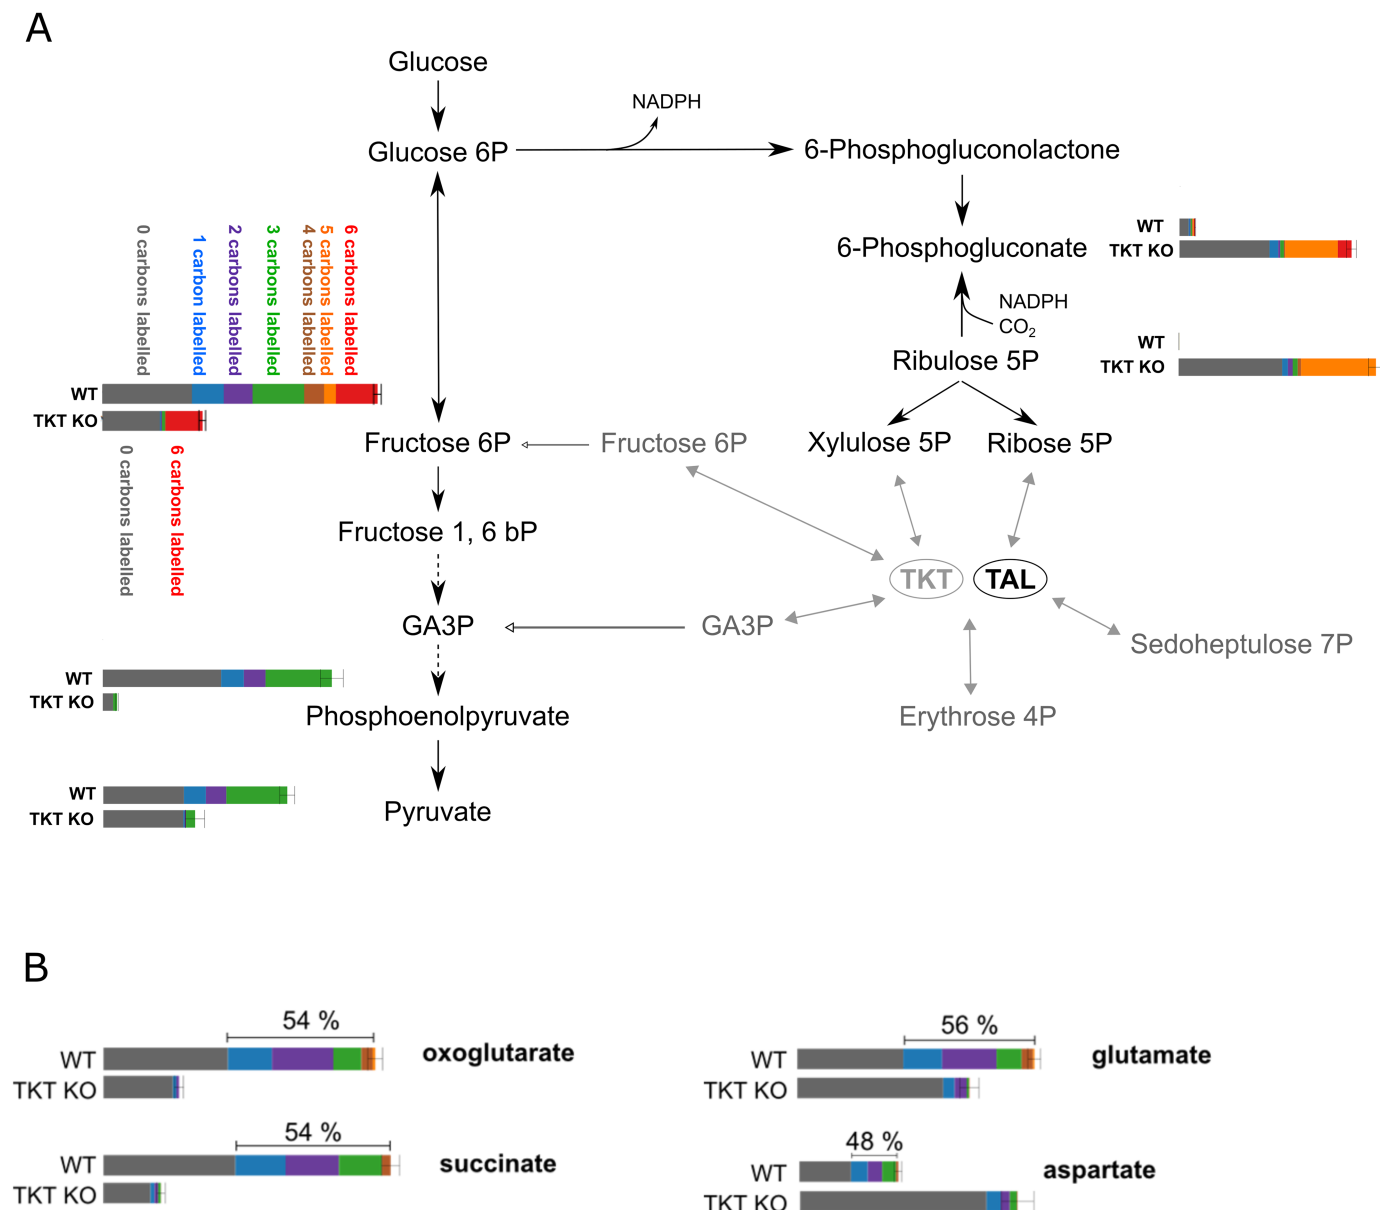 A
Glucose
NADPH
Glucose 6P
6-Phosphogluconolactone
0 carbons labelled
1 carbon labelled
2 carbons labelled
3 carbons labelled
4 carbons labelled
5 carbons labelled
6 carbons labelled
WT
TKT KO
6-Phosphogluconate
NADPH
CO2
WT
TKT KO
Ribulose 5P
WT
TKT KO
Fructose 6P
Fructose 6P
Xylulose 5P
Ribose 5P
0 carbons labelled
6 carbons labelled
Fructose 1, 6 bP
TKT
TAL
GA3P
GA3P
Sedoheptulose 7P
WT
TKT KO
Phosphoenolpyruvate
Erythrose 4P
WT
TKT KO
Pyruvate
B
54 %
WT
oxoglutarate
TKT KO
56 %
WT
glutamate
TKT KO
54 %
WT
succinate
TKT KO
48 %
WT
aspartate
TKT KO